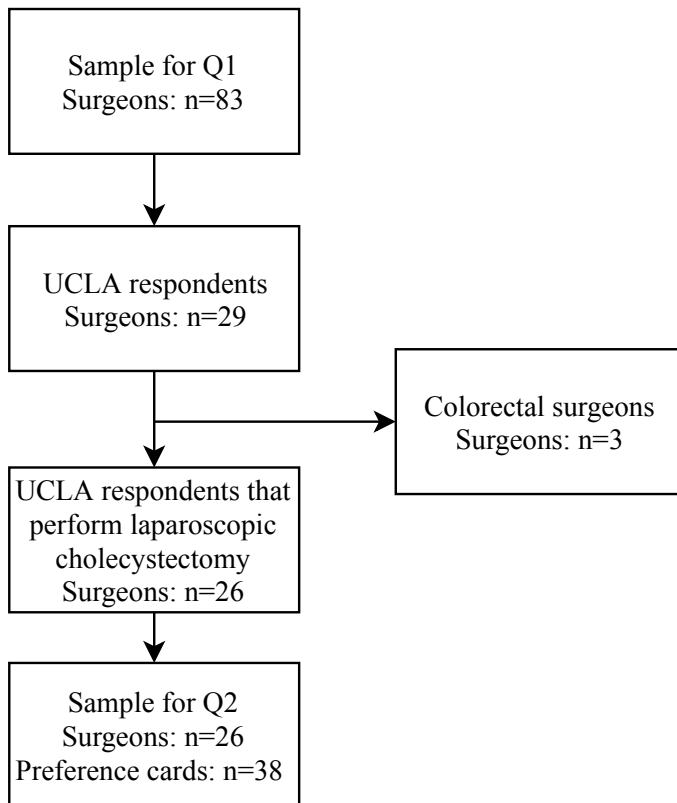 Sample for Q1
Surgeons: n=83
UCLA respondents
Surgeons: n=29
Colorectal surgeons
Surgeons: n=3
UCLA respondents that
perform laparoscopic
cholecystectomy
Surgeons: n=26
Sample for Q2
Surgeons: n=26
Preference cards: n=38